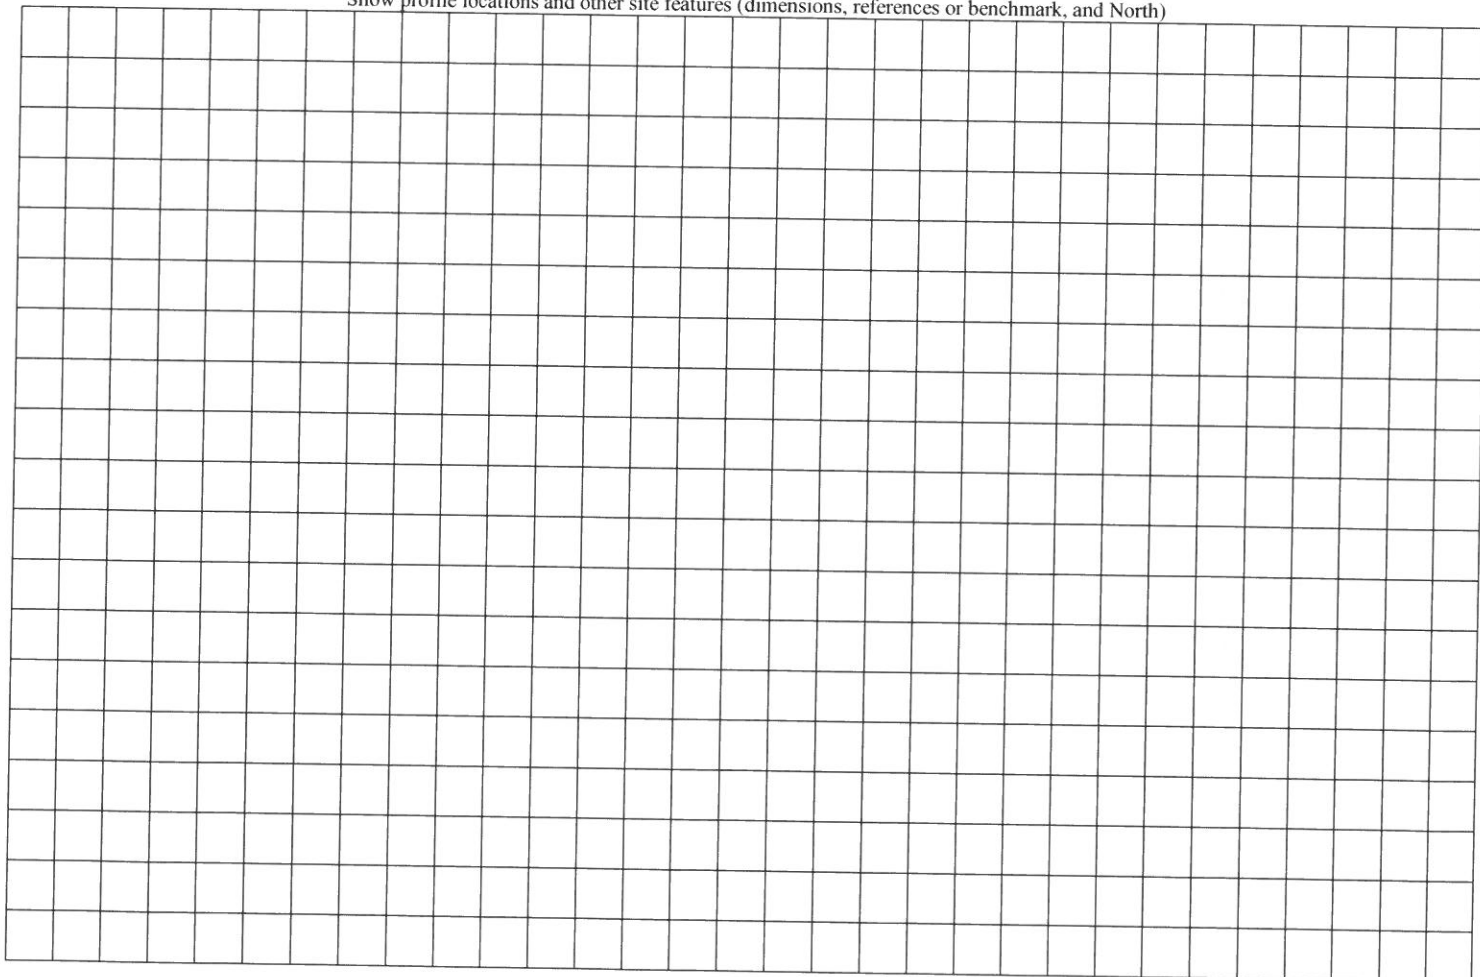 Show profile locations and other site features (dimensions, references or benchmark, and North)